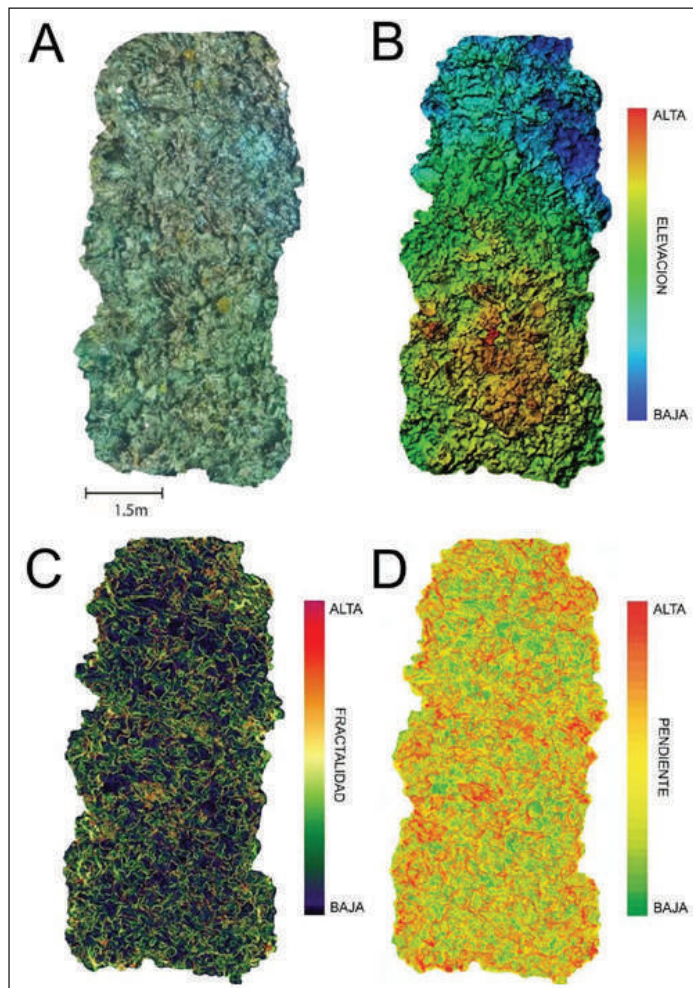 A
B
ALTA
ELEVACION
BAJA
1.5m
C
ALTA
FRACTALIDAD
BAJA
D
ALTA
PENDIENTE
BAJA